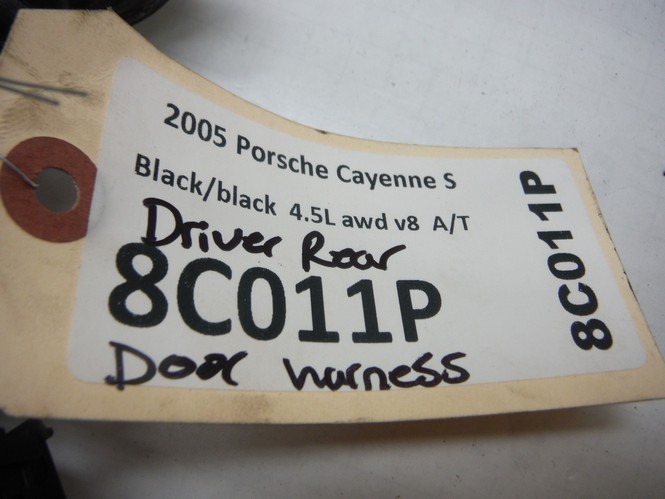 2005 Porsche Cayenne S
Black/black 4.5L awd v8 A/T
Driver Rear
8C011P
Door harness
8C011P